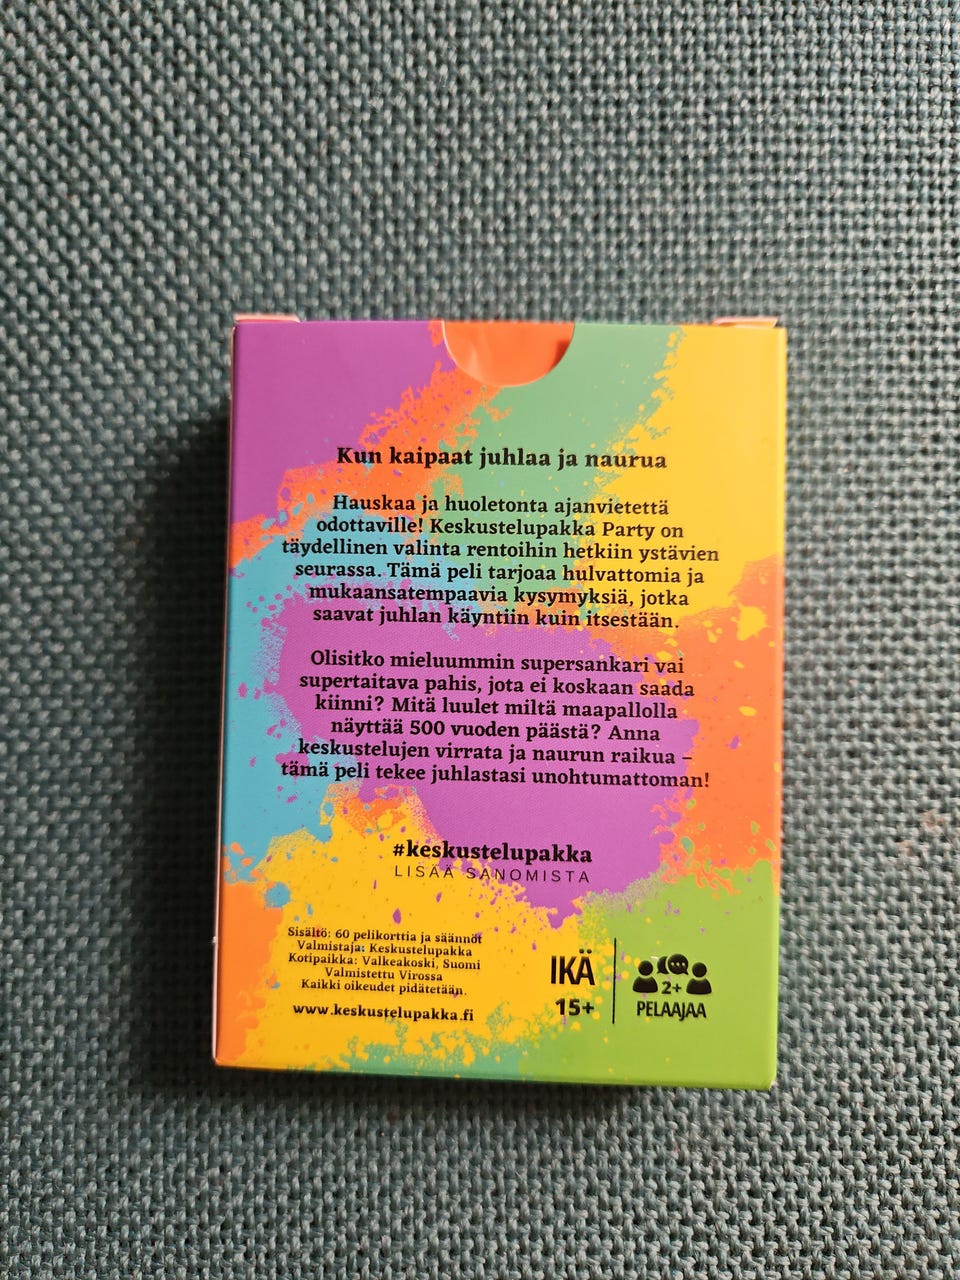 Kun kaipaat juhlaa ja naurua
Hauskaa ja huoletonta ajanvietettä
odottaville! Keskustelupakka Party on
täydellinen valinta rentoihin hetkiin ystävien
seurassa. Tämä peli tarjoaa hulvattomia ja
mukaansatempaavia kysymyksiä, jotka
saavat juhlan käyntiin kuin itsestään.
Olisitko mieluummin supersankari vai
supertaitava pahis, jota ei koskaan saada
kiinni? Mitä luulet miltä maapallolla
näyttää 500 vuoden päästä? Anna
keskustelujen virrata ja naurun raikua –
tämä peli tekee juhlastasi unohtumattoman!
#keskustelupakka
LISÄÄ SANOMISTA
Sisältö: 60 pelikorttia ja säännöt
Valmistaja: Keskustelupakka
Kotipaikka: Valkeakoski, Suomi
Valmistettu Virossa
Kaikki oikeudet pidätetään.
www.keskustelupakka.fi
IKÄ
15+
2+
PELAAJAA